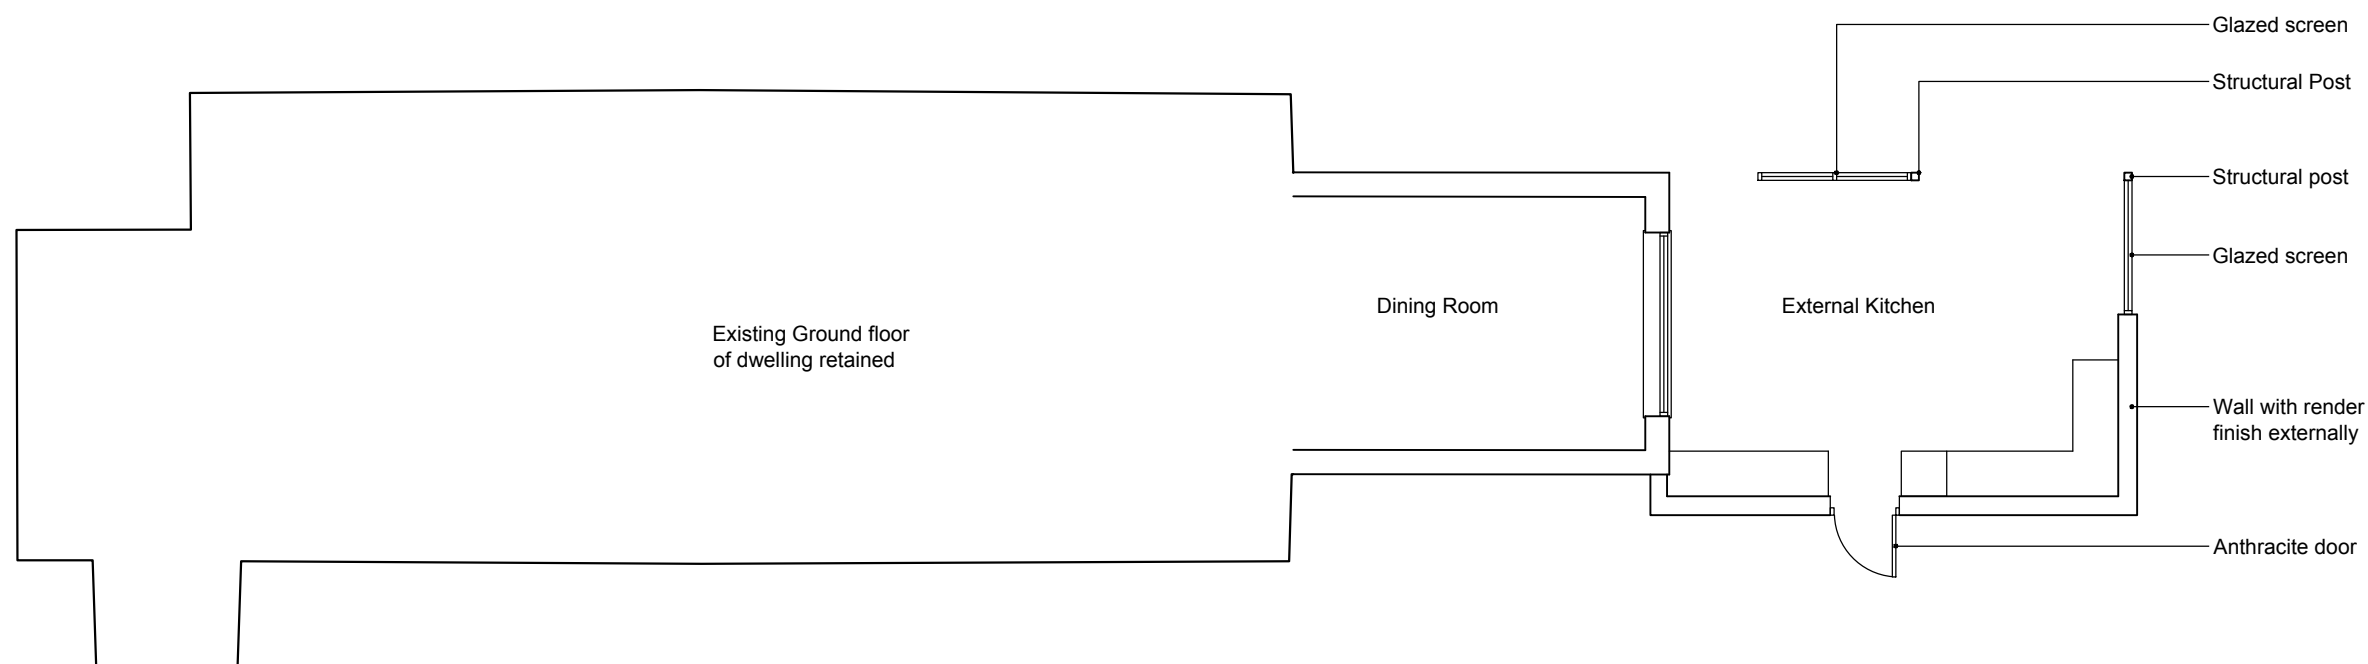 Glazed screen
Structural Post
Structural post
Glazed screen
Dining Room
External Kitchen
Existing Ground floor
of dwelling retained
Wall with render
finish externally
Anthracite door